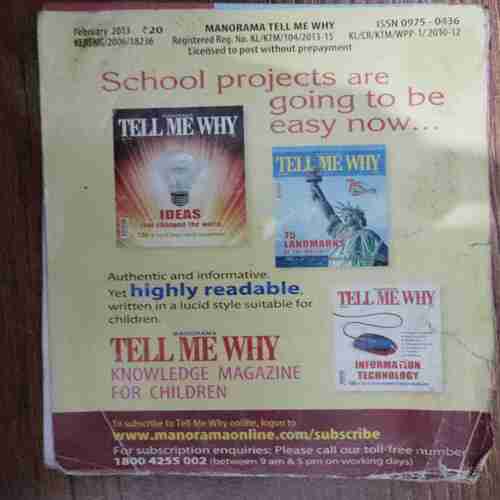 February 2013 ₹20
MANORAMA TELL ME WHY
ISSN 0975 - 0436
Registered Reg. No. KL/KTM/104/2013-15
KL/CR/KTM/WPP-1/2010-12
Licensed to post without prepayment
School projects are
going to be
easy now...
TELL ME WHY
IDEAS
that changed the world
TELL ME WHY
75
LANDMARKS
Authentic and informative.
Yet highly readable,
written in a lucid style suitable for
children.
TELL ME WHY
INFORMATION
TECHNOLOGY
MANORAMA
TELL ME WHY
KNOWLEDGE MAGAZINE
FOR CHILDREN
To subscribe to Tell Me Why online, logon to
www.manoramaonline.com/subscribe
For subscription enquiries: Please call our toll-free number
1800 4255 002 (between 9 am & 5 pm on working days)